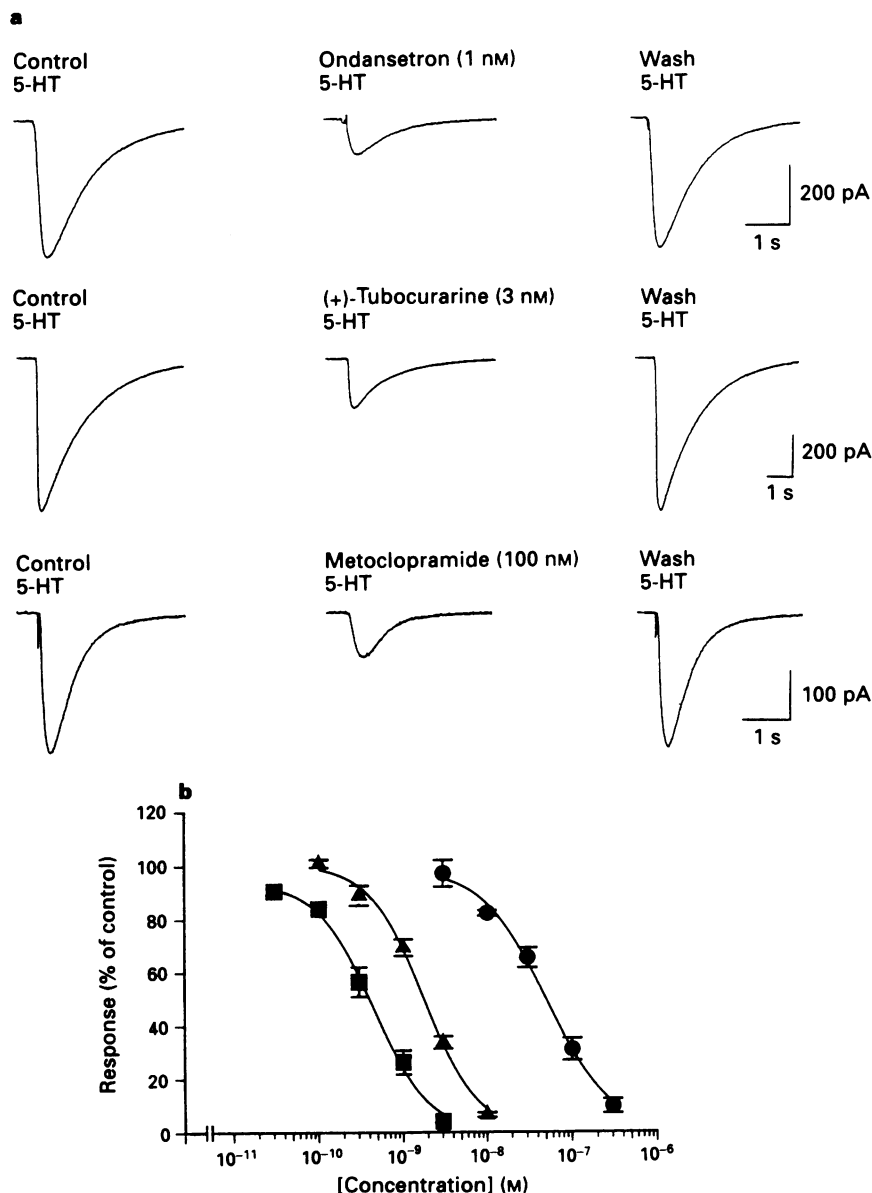 a
Control
5-HT
Ondansetron (1 nM)
5-HT
Wash
5-HT
200 pA
1 s
Control
5-HT
(+)-Tubocurarine (3 nM)
5-HT
Wash
5-HT
200 pA
1 s
Control
5-HT
Metoclopramide (100 nM)
5-HT
Wash
5-HT
100 pA
1 s
b
120
100
80
60
40
20
0
Response (% of control)
10⁻¹¹ 10⁻¹⁰ 10⁻⁹ 10⁻⁸ 10⁻⁷ 10⁻⁶
[Concentration] (M)